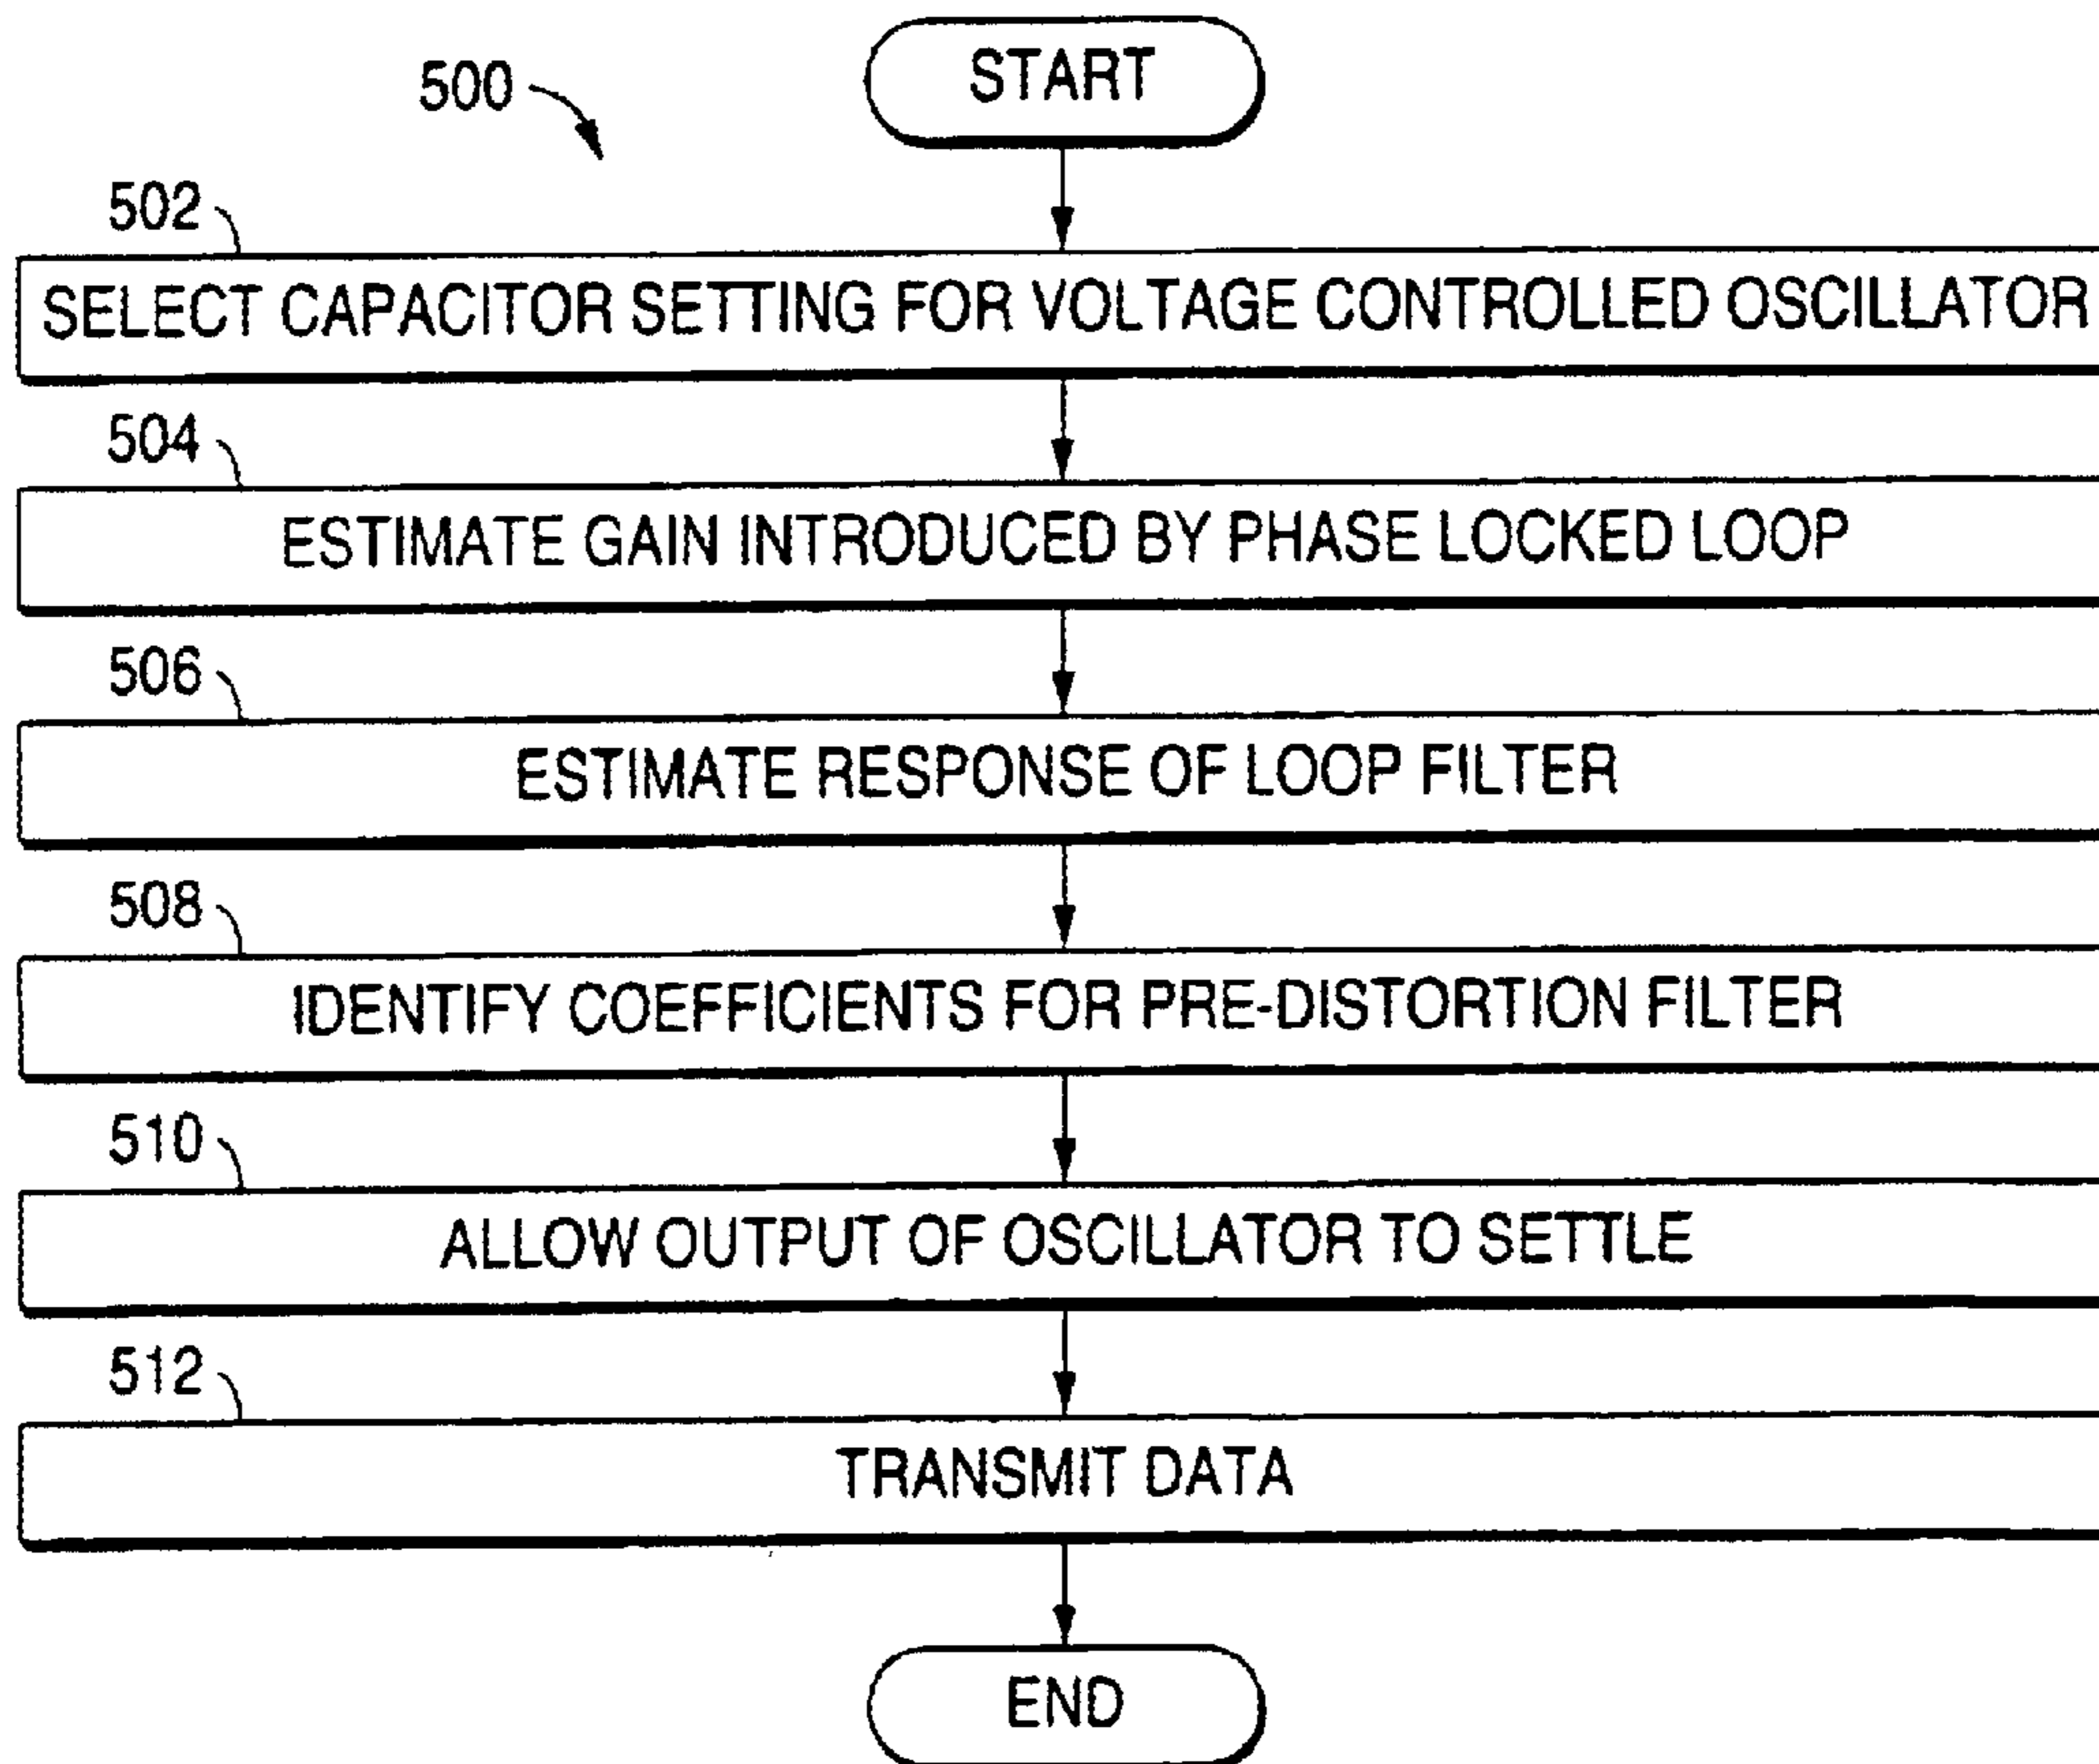 START
500
502
SELECT CAPACITOR SETTING FOR VOLTAGE CONTROLLED OSCILLATOR
504
ESTIMATE GAIN INTRODUCED BY PHASE LOCKED LOOP
506
ESTIMATE RESPONSE OF LOOP FILTER
508
IDENTIFY COEFFICIENTS FOR PRE-DISTORTION FILTER
510
ALLOW OUTPUT OF OSCILLATOR TO SETTLE
512
TRANSMIT DATA
END